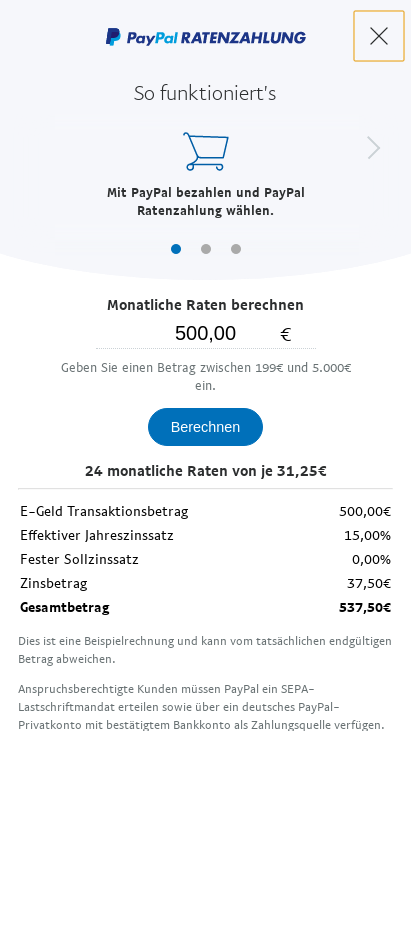 PayPal RATENZAHLUNG
So funktioniert's
Mit PayPal bezahlen und PayPal
Ratenzahlung wählen.
Monatliche Raten berechnen
500,00 €
Geben Sie einen Betrag zwischen 199€ und 5.000€
ein.
Berechnen
24 monatliche Raten von je 31,25€
E-Geld Transaktionsbetrag 500,00€
Effektiver Jahreszinssatz 15,00%
Fester Sollzinssatz 0,00%
Zinsbetrag 37,50€
Gesamtbetrag 537,50€
Dies ist eine Beispielrechnung und kann vom tatsächlichen endgültigen
Betrag abweichen.
Anspruchsberechtigte Kunden müssen PayPal ein SEPA-
Lastschriftmandat erteilen sowie über ein deutsches PayPal-
Privatkonto mit bestätigtem Bankkonto als Zahlungsquelle verfügen.